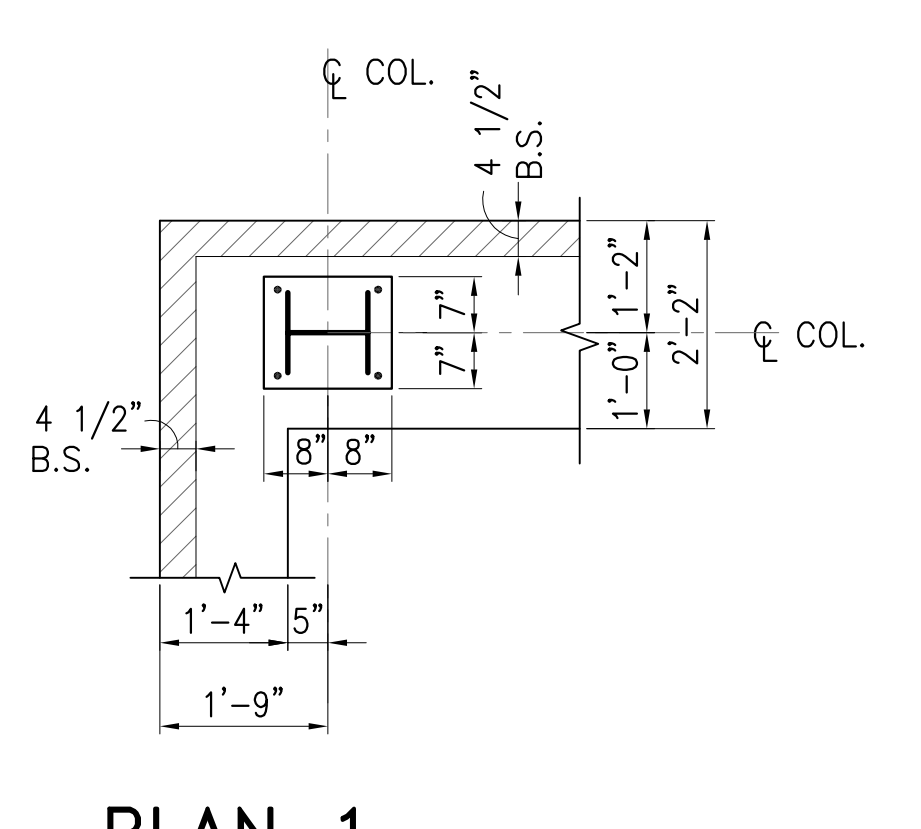 ℄ COL.
4 1/2"
B.S.
1'-2"
2'-2"
7"
℄ COL.
7"
1'-0"
4 1/2"
B.S.
8"
8"
1'-4"
5"
1'-9"
PLAN 1